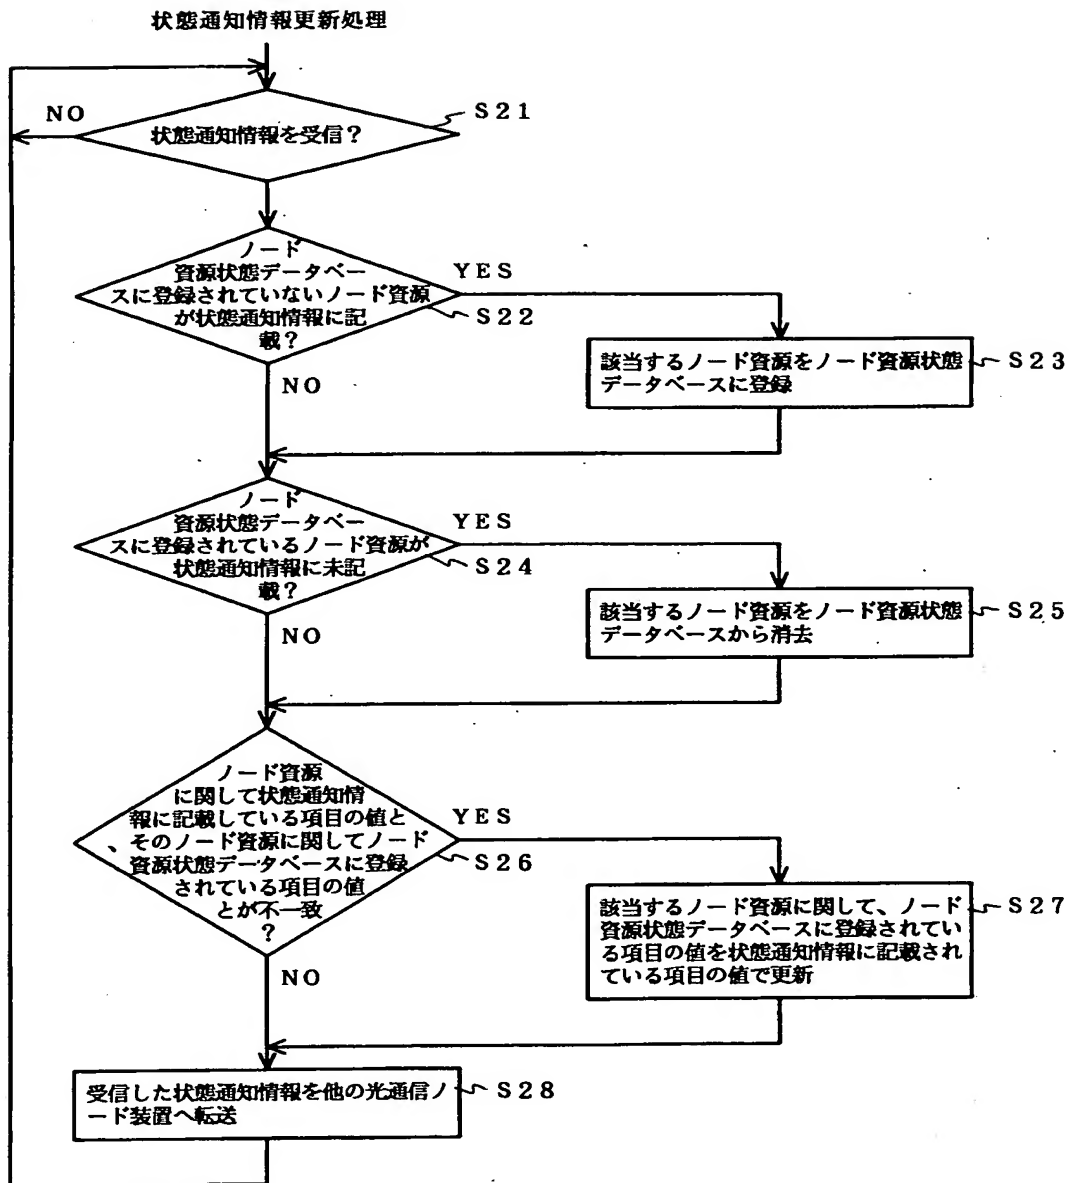 状態通知情報更新処理
NO
状態通知情報を受信？
S21
ノード
資源状態データベー
スに登録されていないノード資源
が状態通知情報に記
載？
YES
S22
該当するノード資源をノード資源状態
データベースに登録
S23
NO
ノード
資源状態データベー
スに登録されているノード資源が
状態通知情報に未記
載？
YES
S24
該当するノード資源をノード資源状態
データベースから消去
S25
NO
ノード資源
に関して状態通知情
報に記載している項目の値と
、そのノード資源に関してノード
資源状態データベースに登録
されている項目の値
とが不一致
？
YES
S26
該当するノード資源に関して、ノード
資源状態データベースに登録されてい
る項目の値を状態通知情報に記載され
ている項目の値で更新
S27
NO
受信した状態通知情報を他の光通信ノ
ード装置へ転送
S28